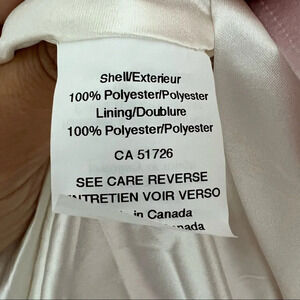 Shell/Exterieur
100% Polyester/Polyester
Lining/Doublure
100% Polyester/Polyester
CA 51726
SEE CARE REVERSE
ENTRETIEN VOIR VERSO
in Canada